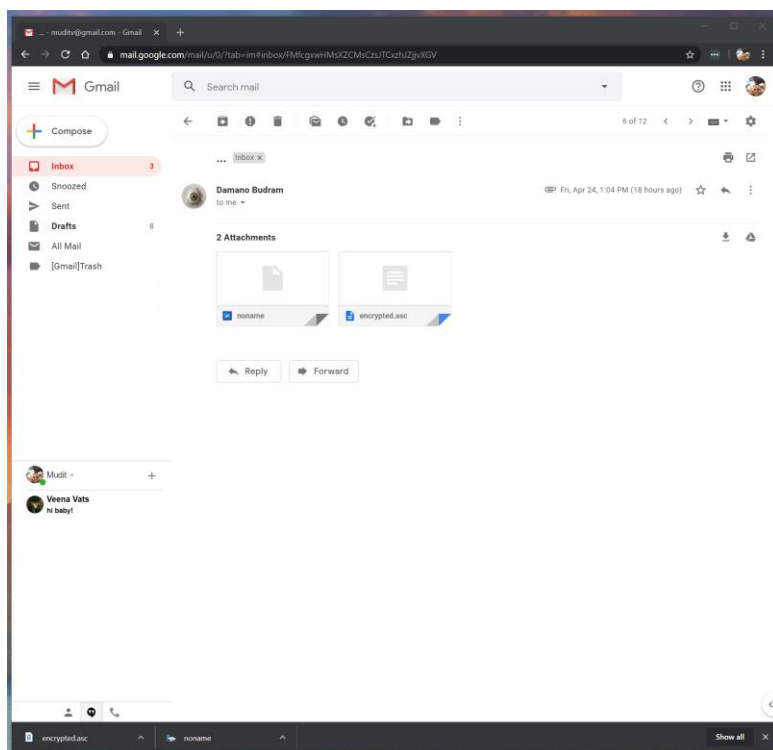 ... - muditv@gmail.com - Gmail
mail.google.com/mail/u/0/?tab=im#inbox/FMfcgxwHMsXZCMsCzsJTCxzhJZjjvXGV
Gmail
Search mail
Compose
6 of 12
Inbox 3
Snoozed
Sent
Drafts 8
All Mail
[Gmail]Trash
... Inbox x
Damano Budram
Fri, Apr 24, 1:04 PM (18 hours ago)
to me
2 Attachments
noname
encrypted.asc
Reply
Forward
Mudit
Veena Vats
hi baby!
encrypted.asc
noname
Show all